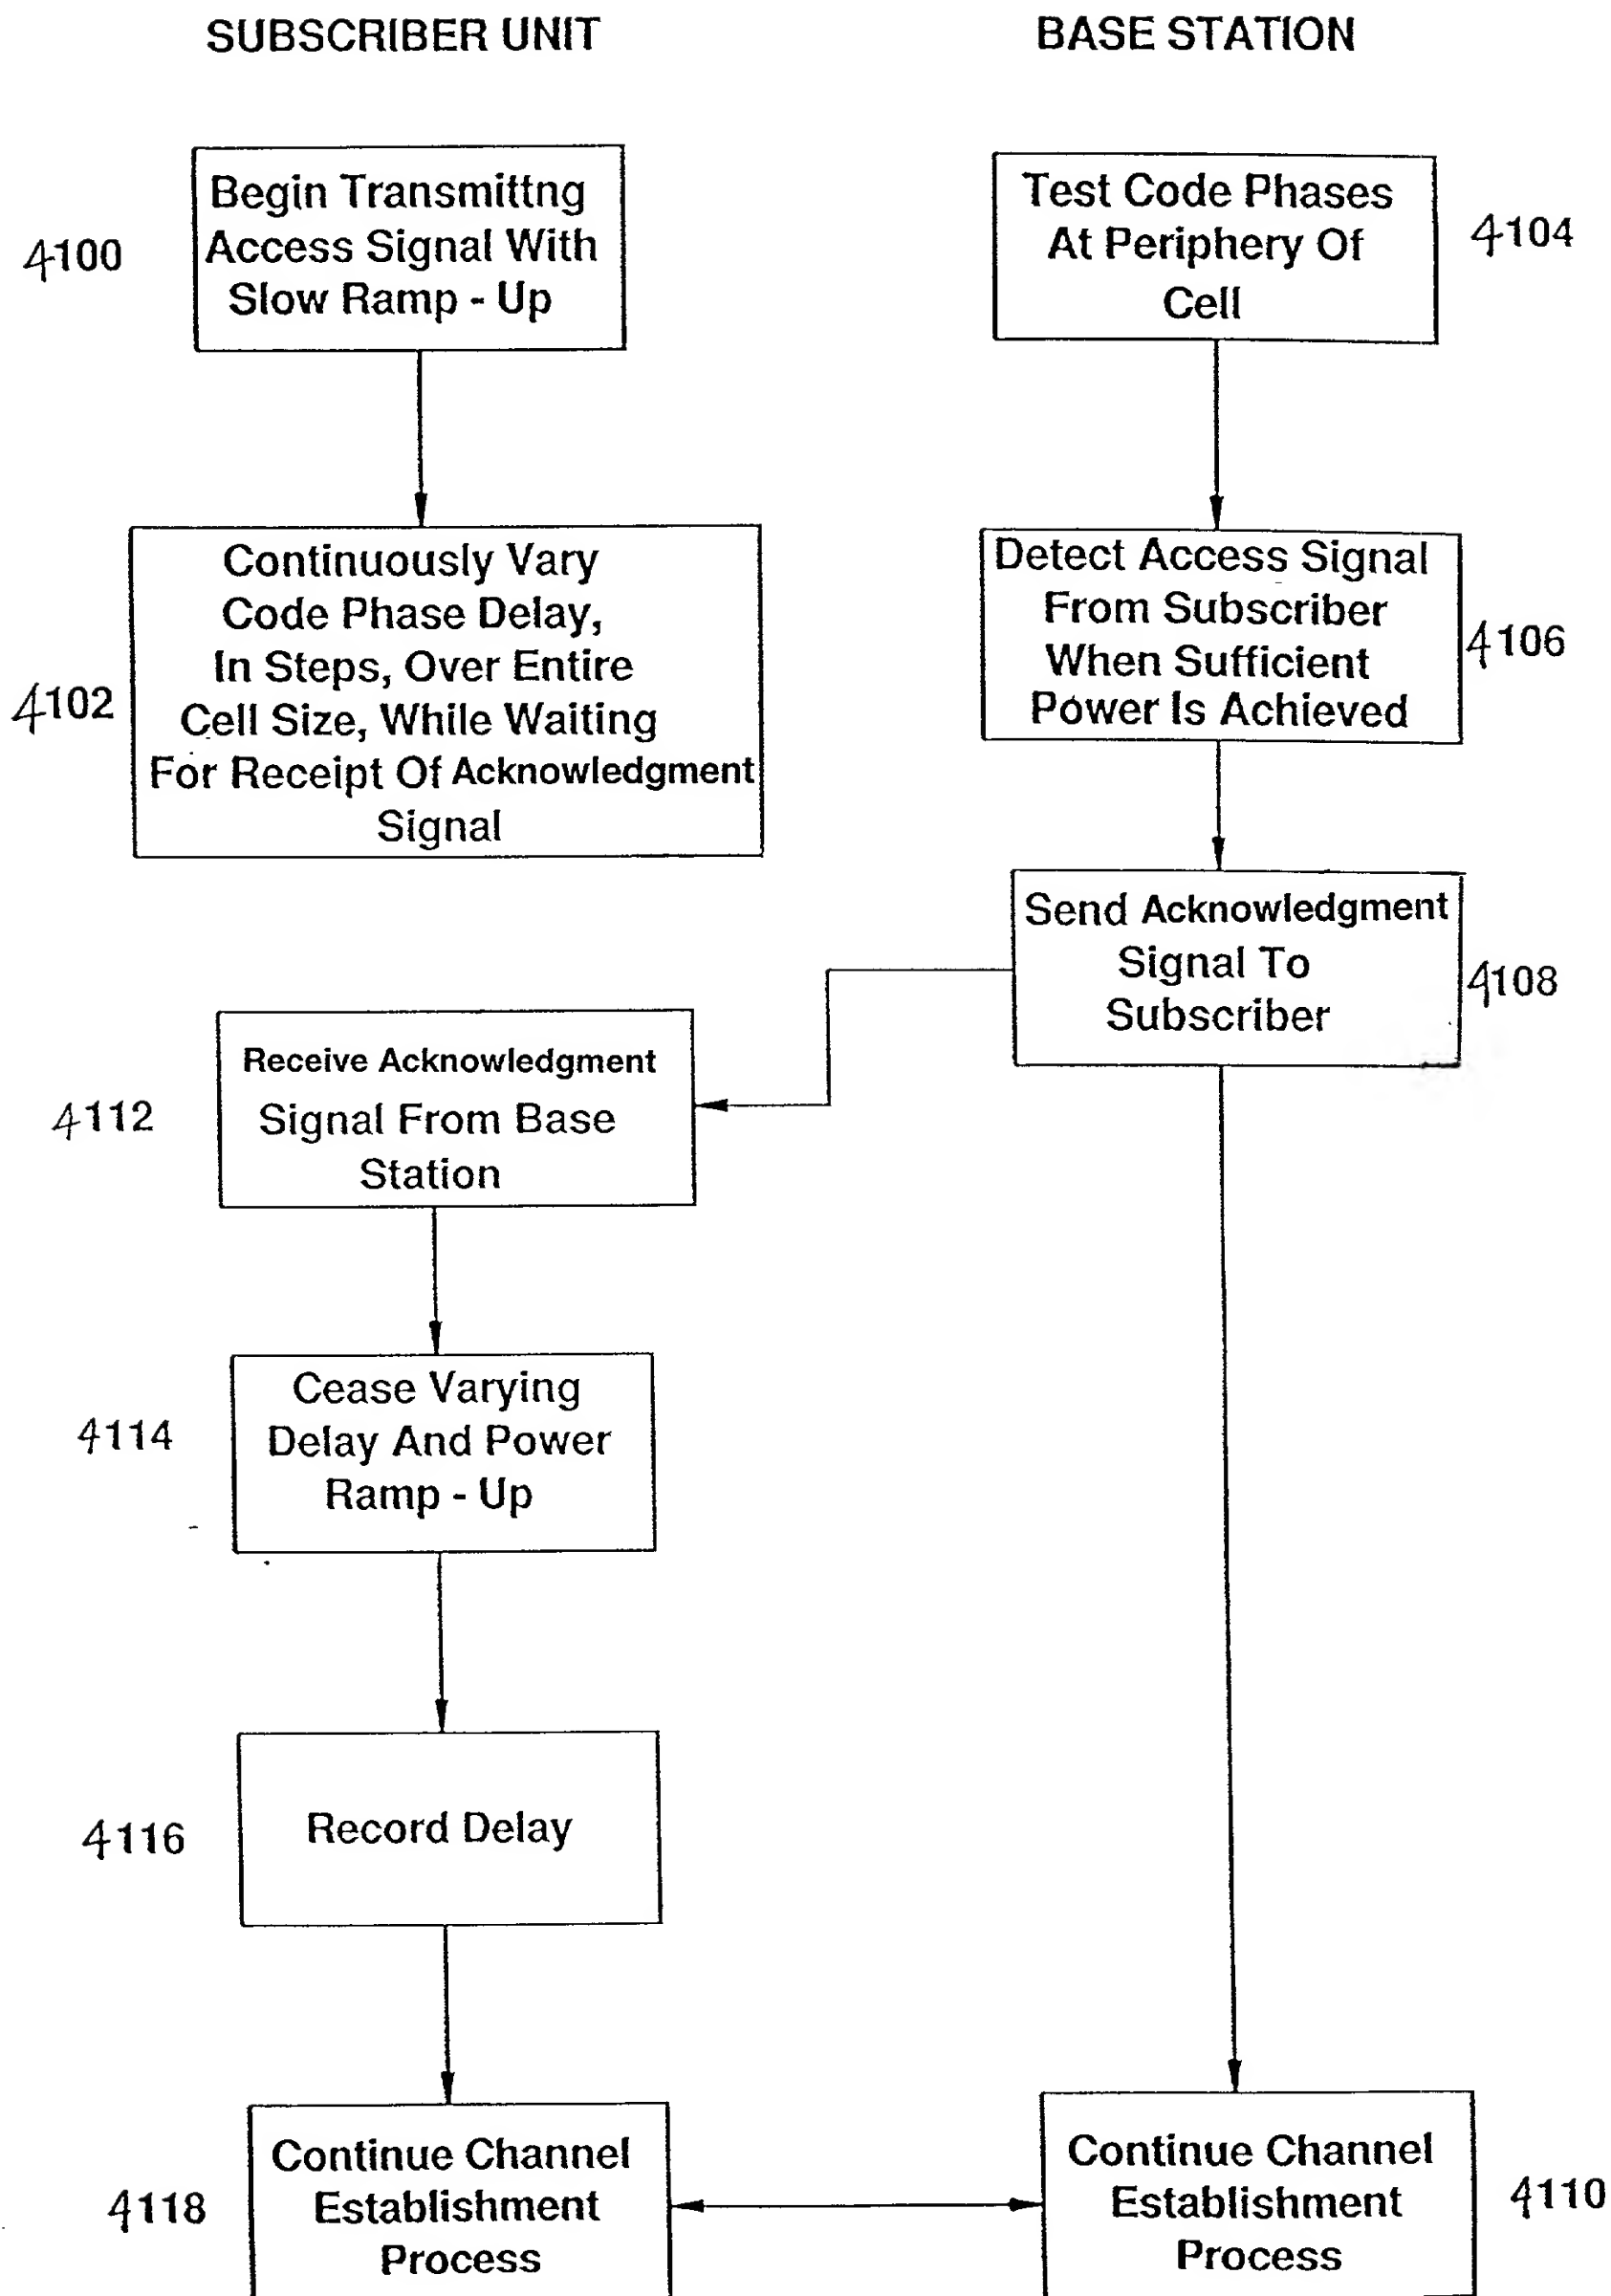 SUBSCRIBER UNIT
BASE STATION
4100
Begin Transmittng
Access Signal With
Slow Ramp - Up
Test Code Phases
At Periphery Of
Cell
4104
4102
Continuously Vary
Code Phase Delay,
In Steps, Over Entire
Cell Size, While Waiting
For Receipt Of Acknowledgment
Signal
Detect Access Signal
From Subscriber
When Sufficient
Power Is Achieved
4106
Send Acknowledgment
Signal To
Subscriber
4108
4112
Receive Acknowledgment
Signal From Base
Station
4114
Cease Varying
Delay And Power
Ramp - Up
4116
Record Delay
4118
Continue Channel
Establishment
Process
Continue Channel
Establishment
Process
4110